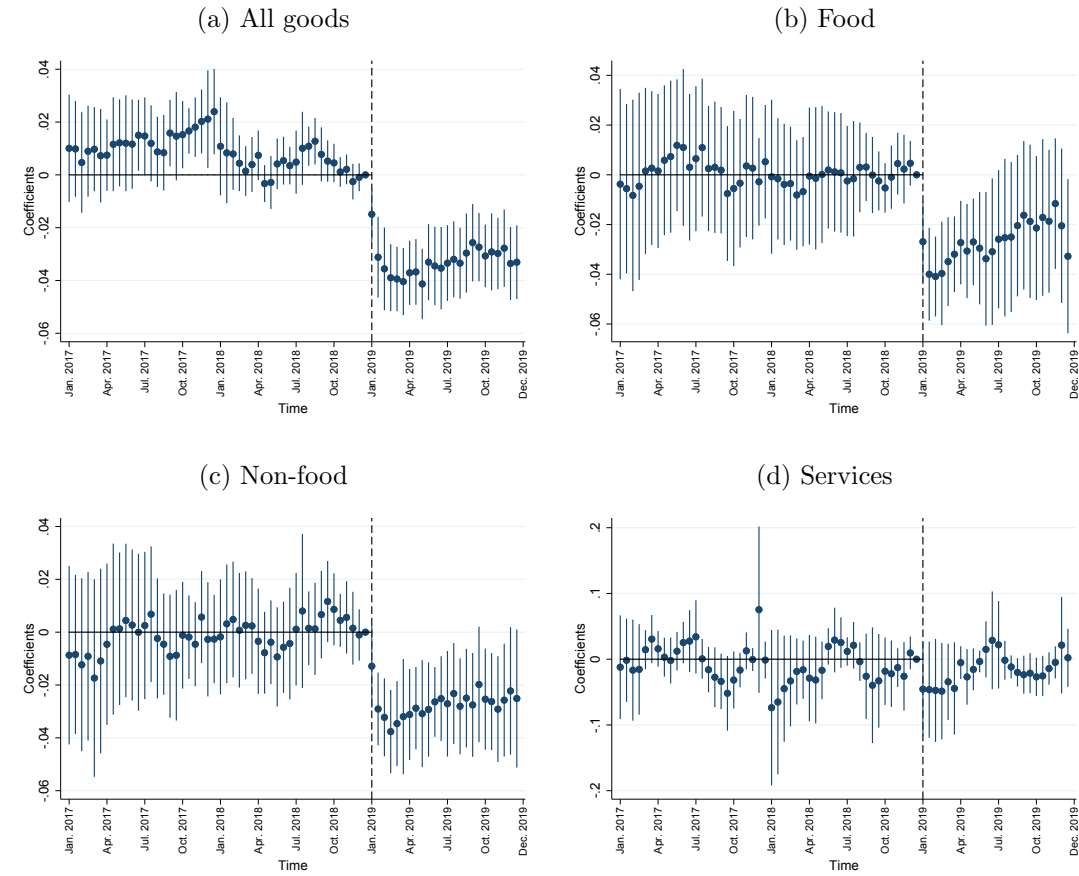 (a) All goods
Coefficients
.04
.02
0
-.02
-.04
-.06
Jan. 2017
Apr. 2017
Jul. 2017
Oct. 2017
Jan. 2018
Apr. 2018
Jul. 2018
Oct. 2018
Jan. 2019
Apr. 2019
Jul. 2019
Oct. 2019
Dec. 2019
Time
(b) Food
Coefficients
.04
.02
0
-.02
-.04
-.06
Jan. 2017
Apr. 2017
Jul. 2017
Oct. 2017
Jan. 2018
Apr. 2018
Jul. 2018
Oct. 2018
Jan. 2019
Apr. 2019
Jul. 2019
Oct. 2019
Dec. 2019
Time
(c) Non-food
Coefficients
.04
.02
0
-.02
-.04
-.06
Jan. 2017
Apr. 2017
Jul. 2017
Oct. 2017
Jan. 2018
Apr. 2018
Jul. 2018
Oct. 2018
Jan. 2019
Apr. 2019
Jul. 2019
Oct. 2019
Dec. 2019
Time
(d) Services
Coefficients
.2
.1
0
-.1
-.2
Jan. 2017
Apr. 2017
Jul. 2017
Oct. 2017
Jan. 2018
Apr. 2018
Jul. 2018
Oct. 2018
Jan. 2019
Apr. 2019
Jul. 2019
Oct. 2019
Dec. 2019
Time